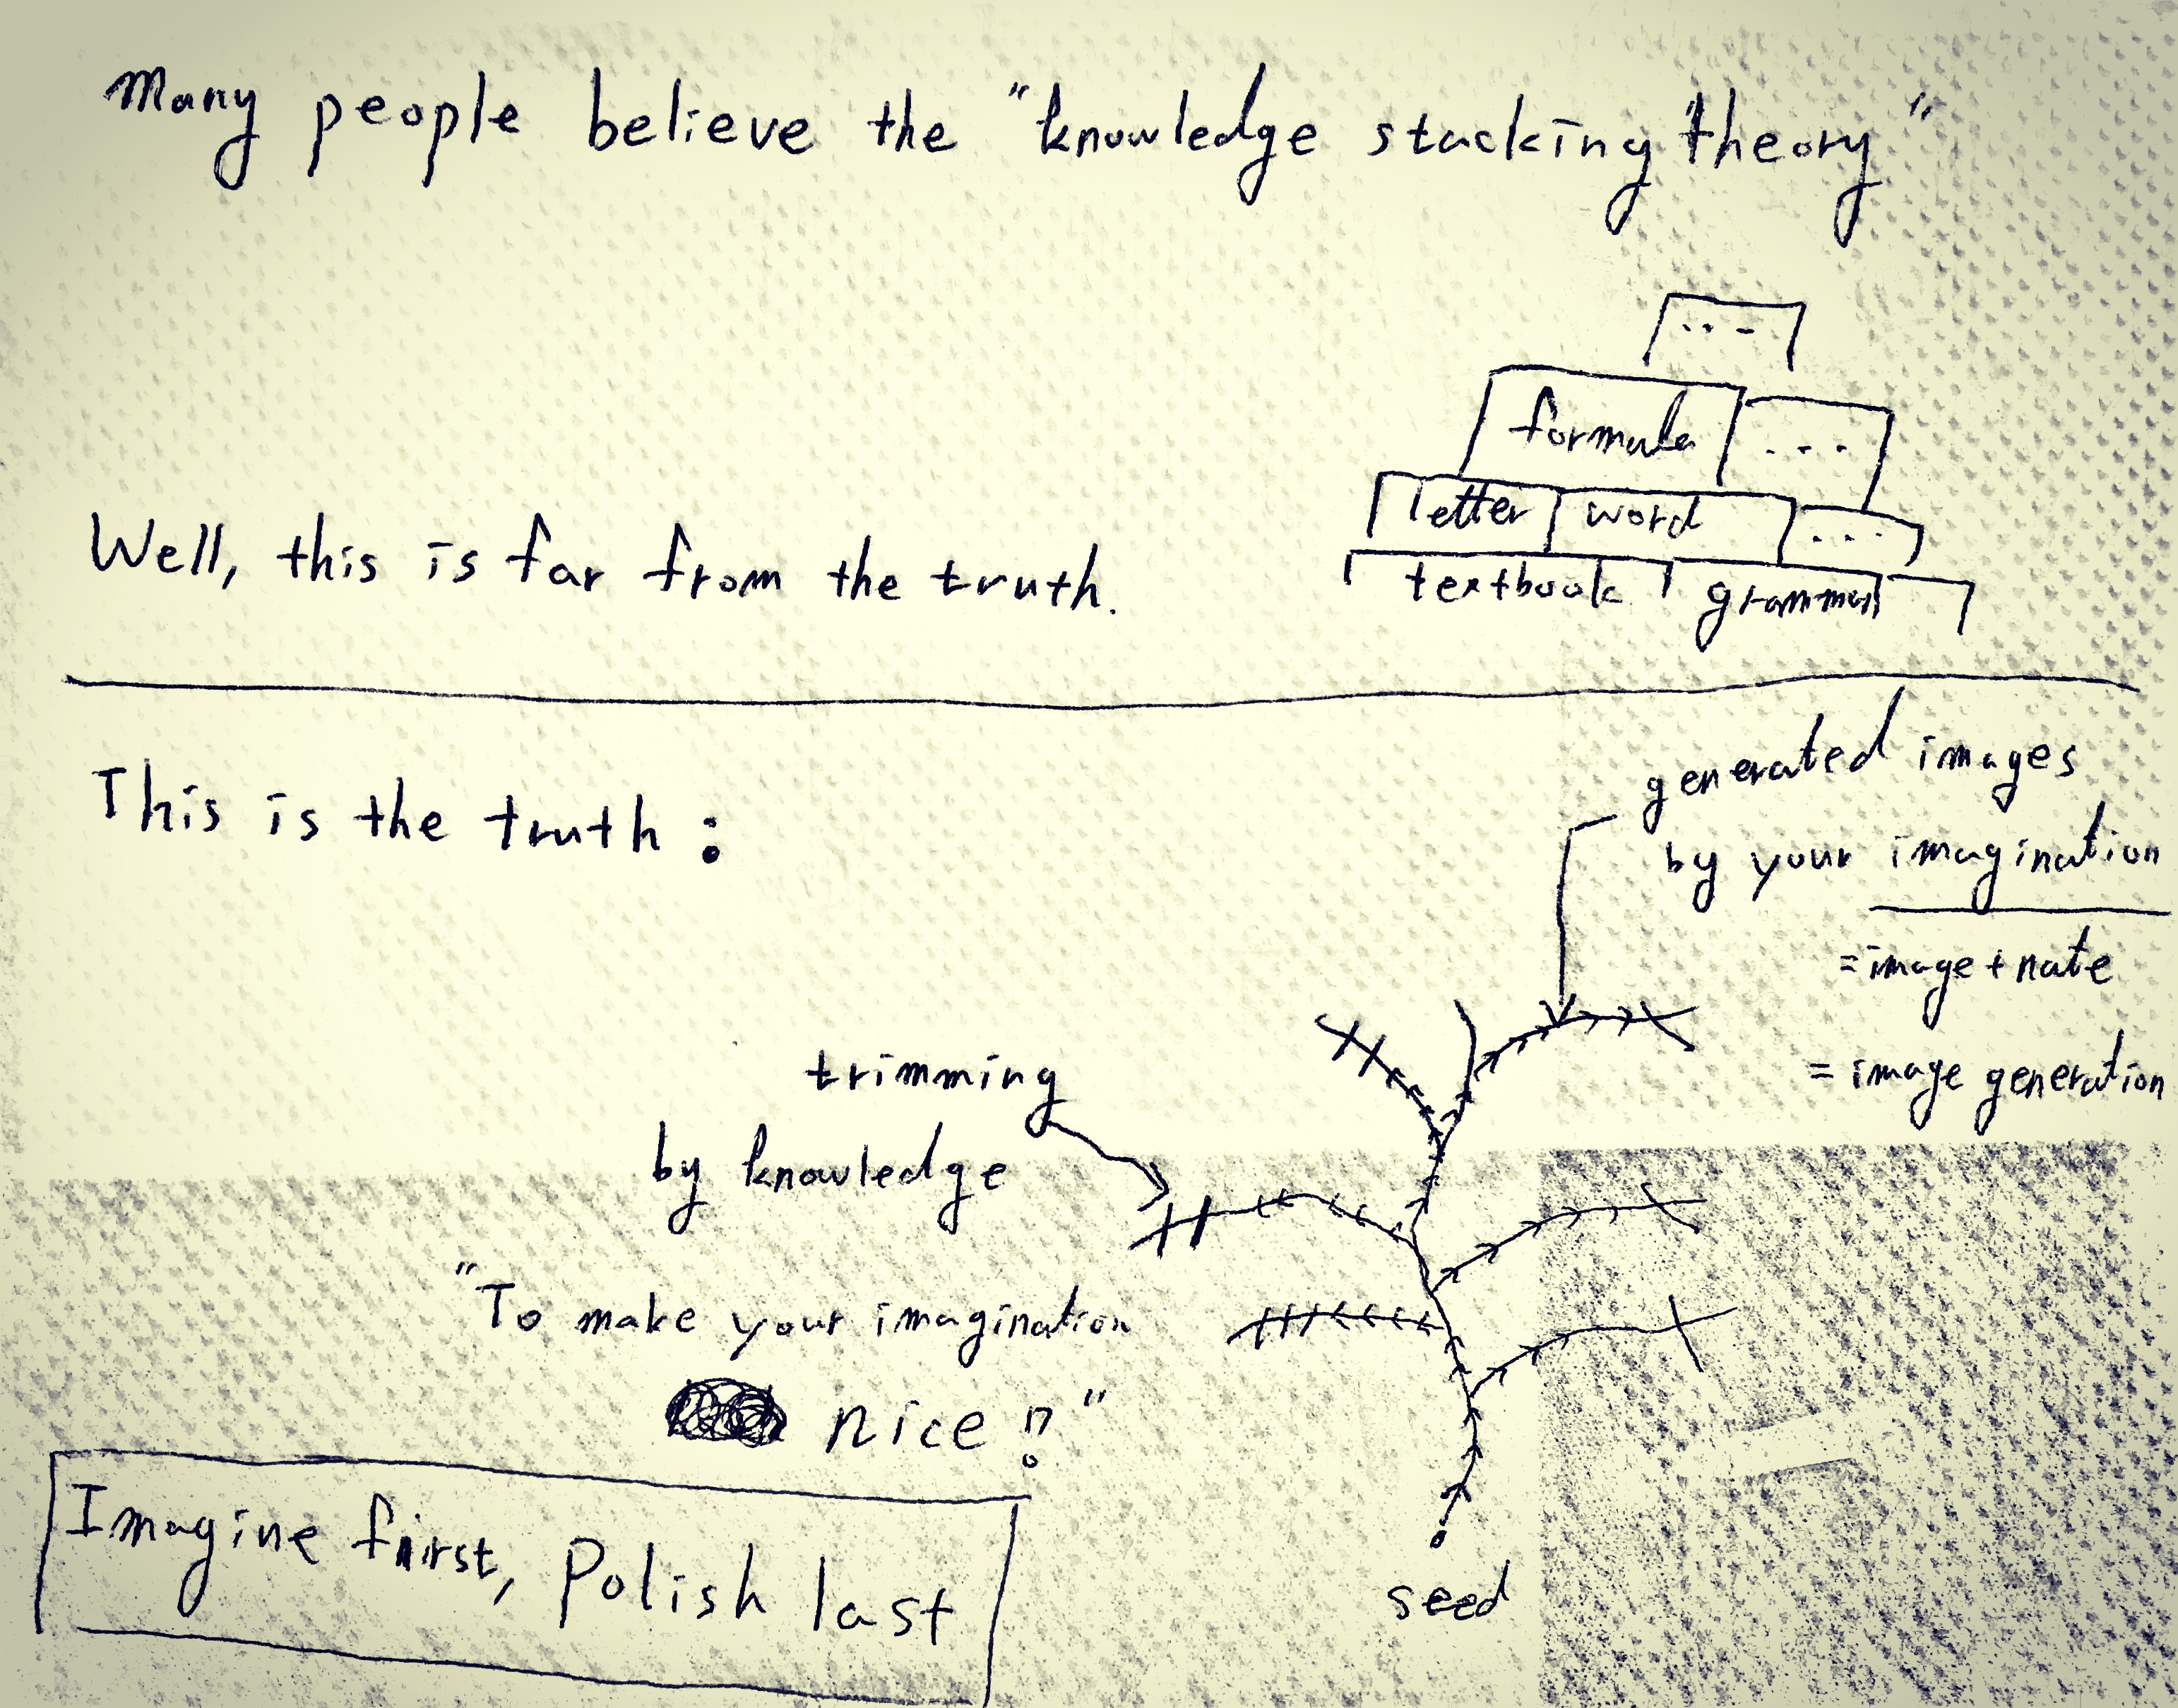 Many people believe the "knowledge stacking theory"
...
formula ...
letter word ...
textbook grammar
Well, this is far from the truth.
This is the truth :
generated images
by your imagination
= image + nate
= image generation
trimming
by knowledge
"To make your imagination
nice !! "
Imagine first, Polish last
seed